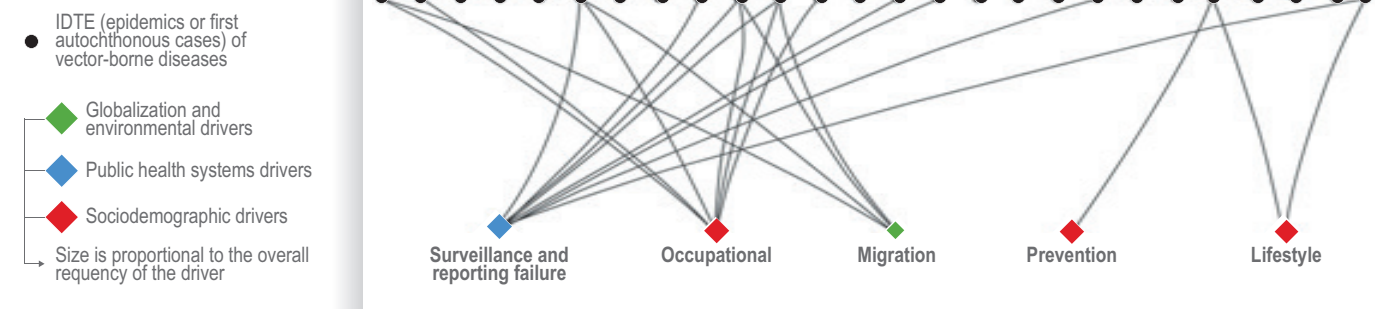 IDTE (epidemics or first
autochthonous cases) of
vector-borne diseases
Globalization and
environmental drivers
Public health systems drivers
Sociodemographic drivers
Size is proportional to the overall
requency of the driver
Surveillance and
reporting failure
Occupational
Migration
Prevention
Lifestyle